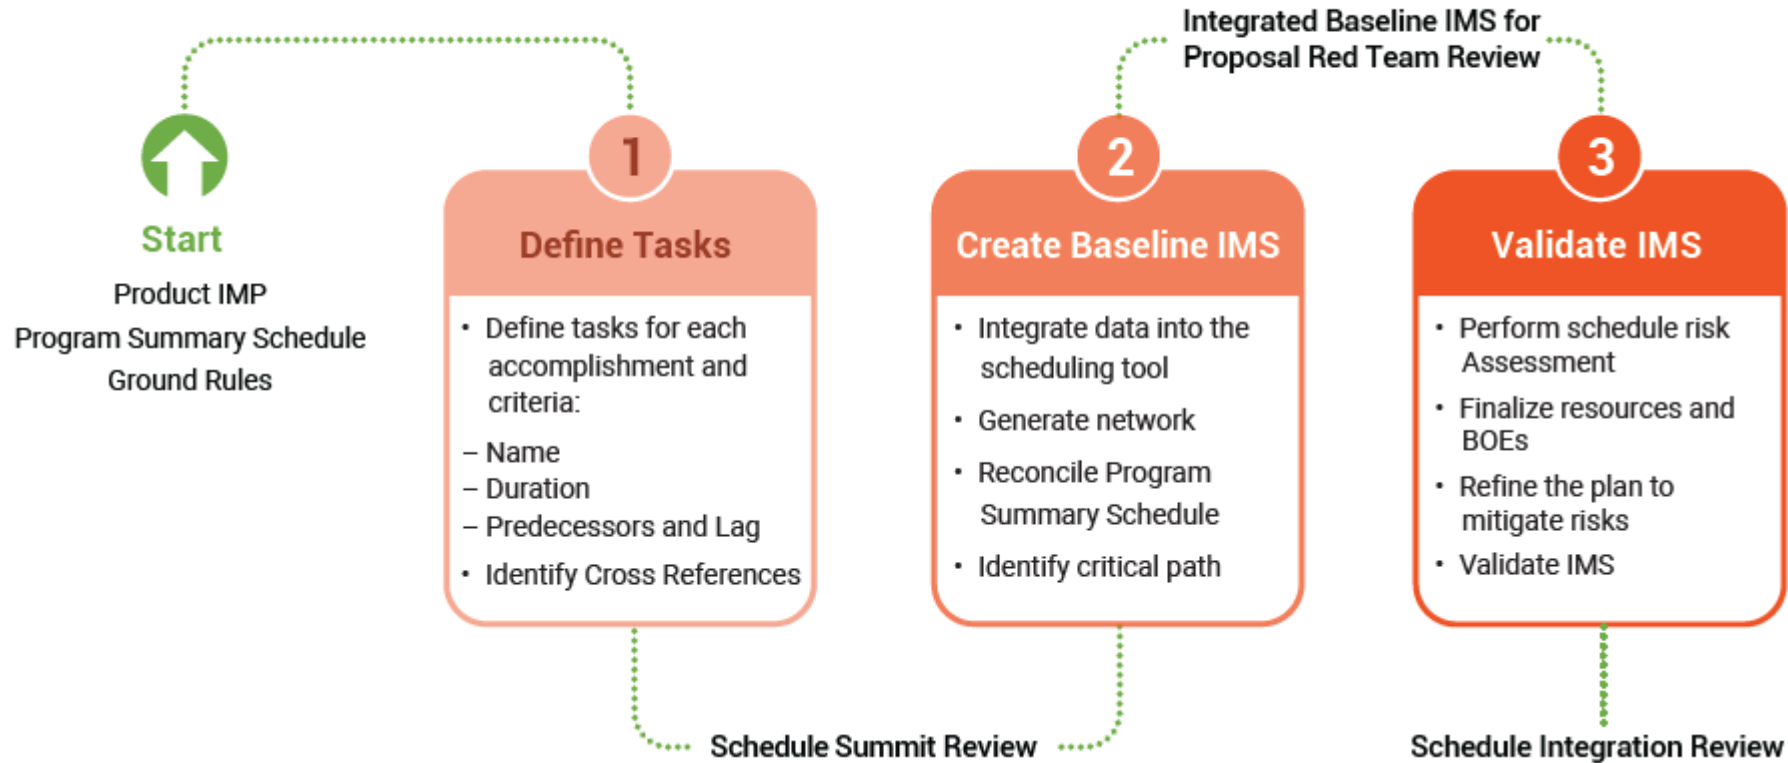 Start
Product IMP
Program Summary Schedule
Ground Rules
1
Define Tasks
• Define tasks for each
accomplishment and
criteria:
– Name
– Duration
– Predecessors and Lag
• Identify Cross References
Schedule Summit Review
2
Create Baseline IMS
• Integrate data into the
scheduling tool
• Generate network
• Reconcile Program
Summary Schedule
• Identify critical path
Integrated Baseline IMS for
Proposal Red Team Review
3
Validate IMS
• Perform schedule risk
Assessment
• Finalize resources and
BOEs
• Refine the plan to
mitigate risks
• Validate IMS
Schedule Integration Review